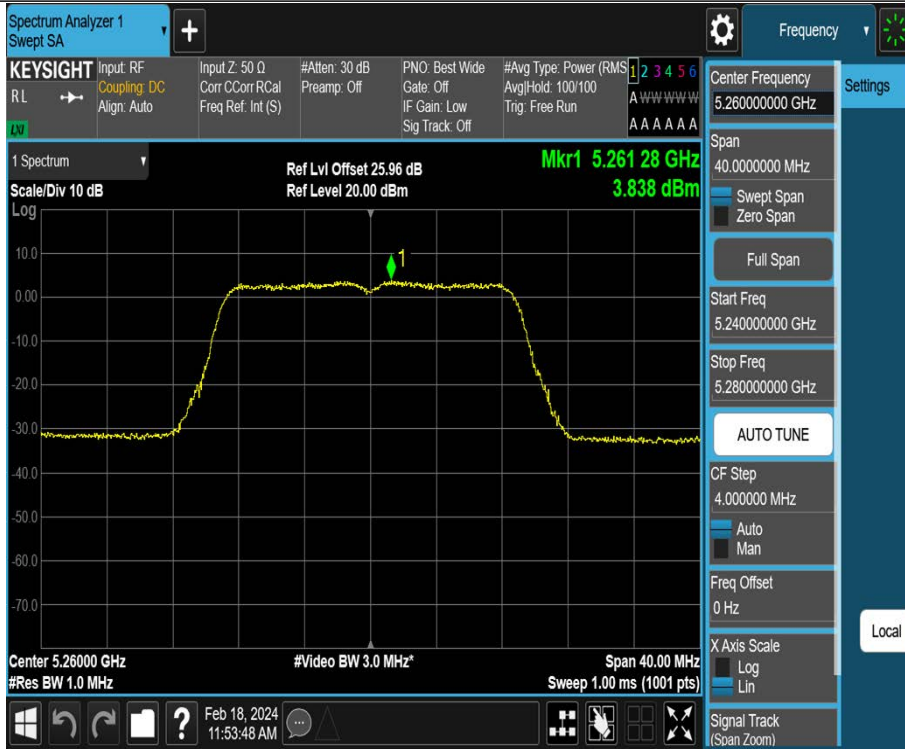 Spectrum Analyzer 1
Swept SA
+
Frequency
KEYSIGHT
RL
LXI
Input: RF
Coupling: DC
Align: Auto
Input Z: 50 Ω
Corr CCorr RCal
Freq Ref: Int (S)
#Atten: 30 dB
Preamp: Off
PNO: Best Wide
Gate: Off
IF Gain: Low
Sig Track: Off
#Avg Type: Power (RMS
Avg|Hold: 100/100
Trig: Free Run
1 2 3 4 5 6
A W W W W W
A A A A A A
Center Frequency
5.260000000 GHz
Settings
Span
40.0000000 MHz
Swept Span
Zero Span
Full Span
Start Freq
5.240000000 GHz
Stop Freq
5.280000000 GHz
AUTO TUNE
CF Step
4.000000 MHz
Auto
Man
Freq Offset
0 Hz
X Axis Scale
Log
Lin
Signal Track
(Span Zoom)
Local
1 Spectrum
Scale/Div 10 dB
Log
Ref Lvl Offset 25.96 dB
Ref Level 20.00 dBm
Mkr1 5.261 28 GHz
3.838 dBm
1
10.0
0.00
-10.0
-20.0
-30.0
-40.0
-50.0
-60.0
-70.0
Center 5.26000 GHz
#Res BW 1.0 MHz
#Video BW 3.0 MHz*
Span 40.00 MHz
Sweep 1.00 ms (1001 pts)
?
Feb 18, 2024
11:53:48 AM